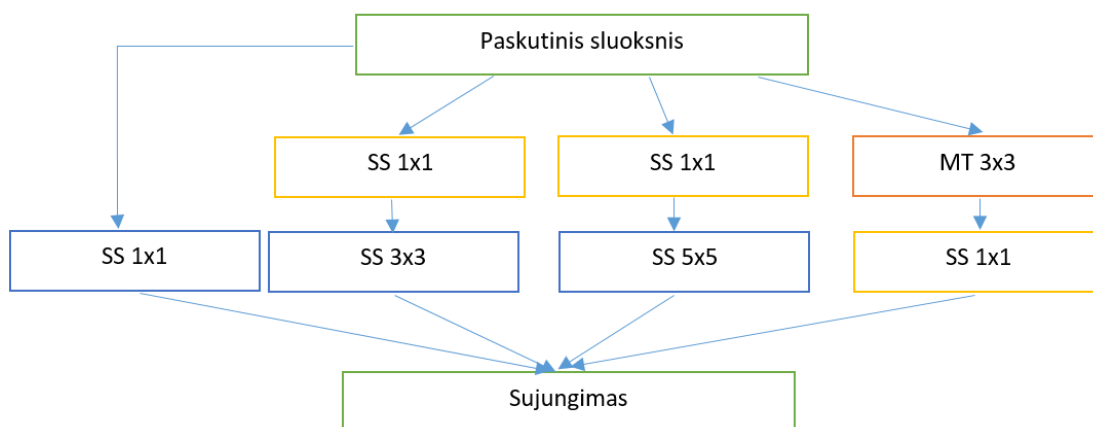 Paskutinis sluoksnis
SS 1x1
SS 1x1
MT 3x3
SS 1x1
SS 3x3
SS 5x5
SS 1x1
Sujungimas